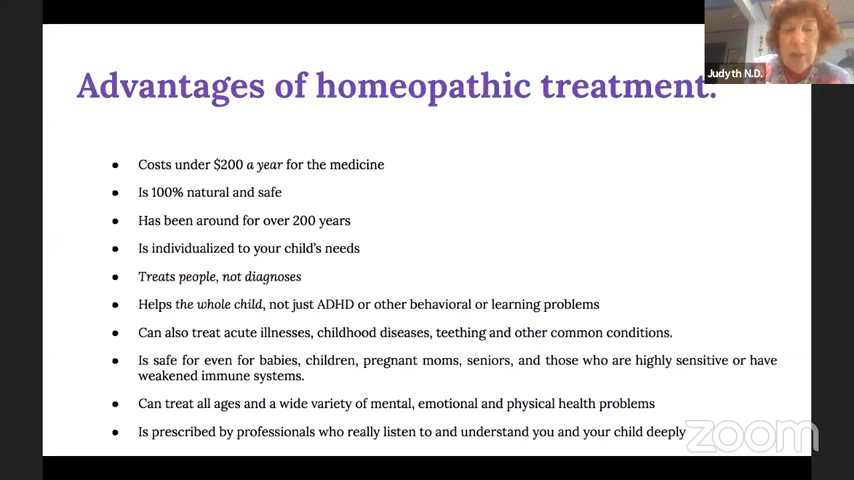 Judyth N.D.
Advantages of homeopathic treatment:
• Costs under $200 a year for the medicine
• Is 100% natural and safe
• Has been around for over 200 years
• Is individualized to your child's needs
• Treats people, not diagnoses
• Helps the whole child, not just ADHD or other behavioral or learning problems
• Can also treat acute illnesses, childhood diseases, teething and other common conditions.
• Is safe for even for babies, children, pregnant moms, seniors, and those who are highly sensitive or have
weakened immune systems.
• Can treat all ages and a wide variety of mental, emotional and physical health problems
• Is prescribed by professionals who really listen to and understand you and your child deeply
zoom